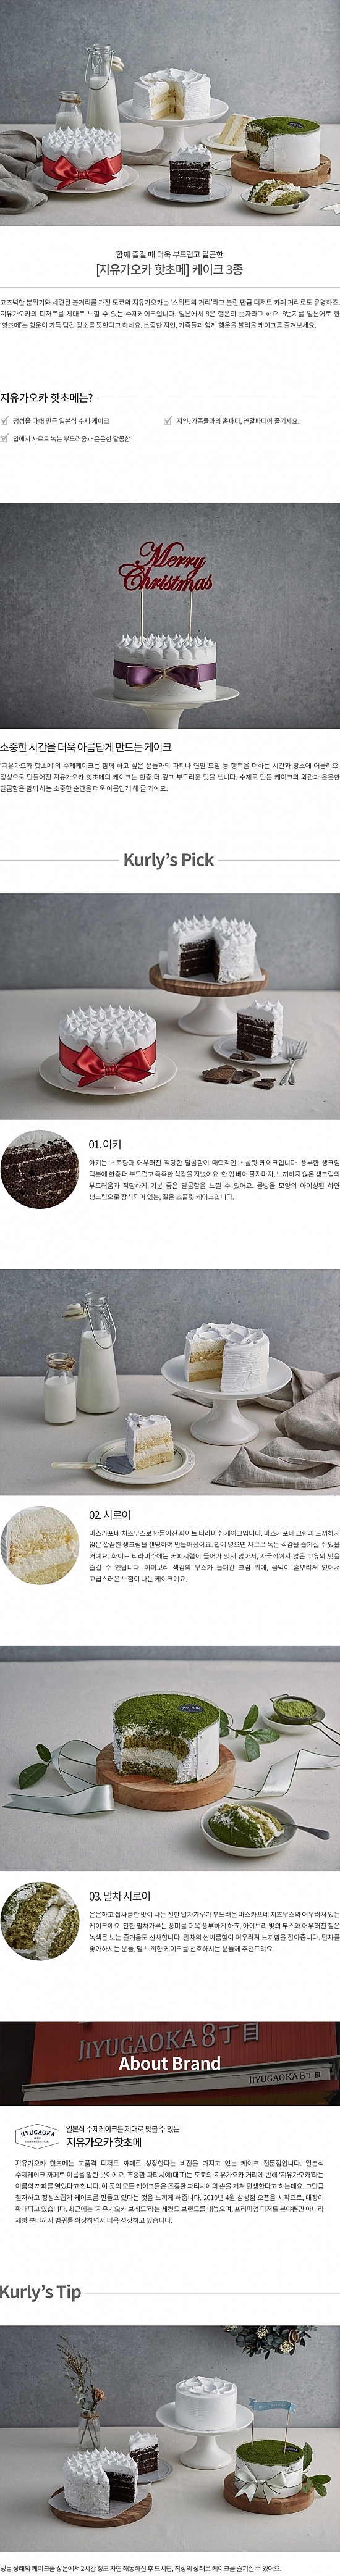 함께 즐길 때 더욱 부드럽고 달콤한
[지유가오카 핫초메] 케이크 3종
고즈넉한 분위기와 세련된 볼거리를 가진 도쿄의 지유가오카는 '스위트의 거리'라고 불릴 만큼 디저트 카페 거리로도 유명하죠.
지유가오카의 디저트를 제대로 느낄 수 있는 수제케이크입니다. 일본에서 8은 행운의 숫자라고 해요. 8번지를 일본어로 한
'핫초메'는 행운이 가득 담긴 장소를 뜻한다고 하네요. 소중한 지인, 가족들과 함께 행운을 불러올 케이크를 즐겨보세요.
지유가오카 핫초메는?
정성을 다해 만든 일본식 수제 케이크
지인, 가족들과의 홈파티, 연말파티에 즐기세요.
입에서 사르르 녹는 부드러움과 은은한 달콤함
Merry
Christmas
소중한 시간을 더욱 아름답게 만드는 케이크
'지유가오카 핫초메'의 수제케이크는 함께 하고 싶은 분들과의 파티나 연말 모임 등 행복을 더하는 시간과 장소에 어울려요.
정성으로 만들어진 지유가오카 핫초메의 케이크는 한층 더 깊고 부드러운 맛을 냅니다. 수제로 만든 케이크의 외관과 은은한
달콤함은 함께 하는 소중한 순간을 더욱 아름답게 해 줄 거예요.
Kurly's Pick
01. 아키
아키는 초코향과 어우러진 적당한 달콤함이 매력적인 초콜릿 케이크입니다. 풍부한 생크림
덕분에 한층 더 부드럽고 촉촉한 식감을 지녔어요. 한 입 베어 물자마자, 느끼하지 않은 생크림의
부드러움과 적당하게 기분 좋은 달콤함을 느낄 수 있어요. 물방울 모양의 아이싱된 하얀
생크림으로 장식되어 있는, 짙은 초콜릿 케이크입니다.
02. 시로이
마스카포네 치즈무스로 만들어진 화이트 티라미수 케이크입니다. 마스카포네 크림과 느끼하지
않은 깔끔한 생크림을 샌딩하여 만들어졌어요. 입에 넣으면 사르르 녹는 식감을 즐기실 수 있을
거예요. 화이트 티라미수에는 커피시럽이 들어가 있지 않아서, 자극적이지 않은 고유의 맛을
즐길 수 있답니다. 아이보리 색감의 무스가 들어간 크림 위에, 금박이 흩뿌려져 있어서
고급스러운 느낌이 나는 케이크예요.
03. 말차 시로이
은은하고 쌉싸름한 맛이 나는 진한 말차가루가 부드러운 마스카포네 치즈무스와 어우러져 있는
케이크예요. 진한 말차가루는 풍미를 더욱 풍부하게 하죠. 아이보리 빛의 무스와 어우러진 짙은
녹색은 보는 즐거움도 선사합니다. 말차의 쌉싸름함이 어우러져 느끼함을 잡아줍니다. 말차를
좋아하시는 분들, 덜 느끼한 케이크를 선호하시는 분들께 추천드려요.
JIYUGAOKA 8丁目
About Brand
JIYUGAOKA 8丁目
JIYUGAOKA
일본식 수제케이크를 제대로 맛볼 수 있는
지유가오카 핫초메
지유가오카 핫초메는 고품격 디저트 카페로 성장한다는 비전을 가지고 있는 케이크 전문점입니다. 일본식
수제케이크 까페로 이름을 알린 곳이에요. 조종환 파티시에(대표)는 도쿄의 지유가오카 거리에 반해 '지유가오카'라는
이름의 까페를 열었다고 합니다. 이 곳의 모든 케이크들은 조종환 파티시에의 손을 거쳐 탄생한다고 하는데요. 그만큼
철저하고 정성스럽게 케이크를 만들고 있다는 것을 느끼게 해줍니다. 2010년 4월 삼성점 오픈을 시작으로, 매장이
확대되고 있습니다. 최근에는 '지유가오카 브레드'라는 세컨드 브랜드를 내놓으며, 프리미엄 디저트 분야뿐만 아니라
제빵 분야까지 범위를 확장하면서 더욱 성장하고 있습니다.
Kurly's Tip
냉동 상태의 케이크를 상온에서 2시간 정도 자연 해동하신 후 드시면, 최상의 상태로 케이크를 즐기실 수 있어요.